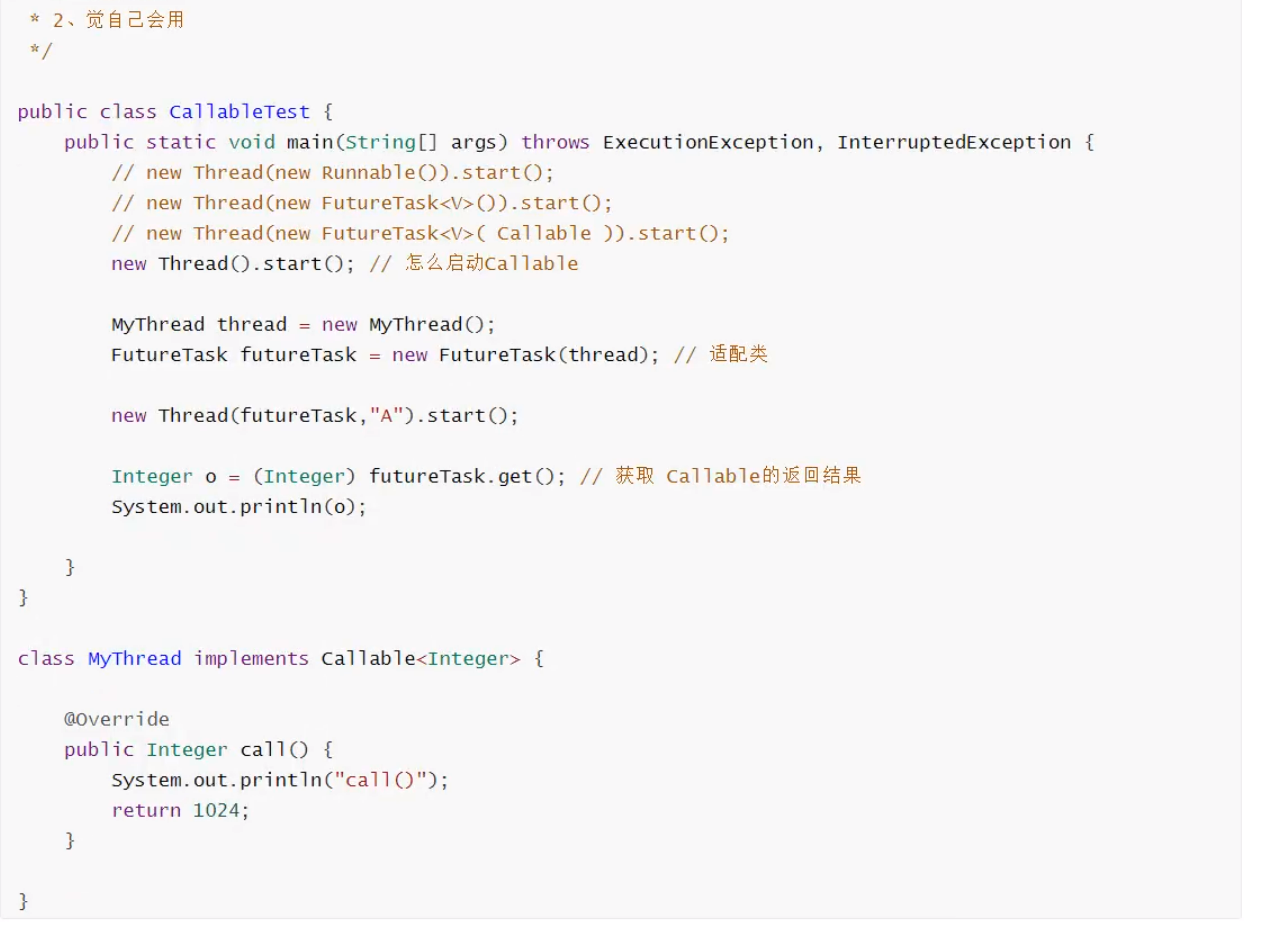 * 2、觉自己会用
*/
public class CallableTest {
public static void main(String[] args) throws ExecutionException, InterruptedException {
// new Thread(new Runnable()).start();
// new Thread(new FutureTask<V>()).start();
// new Thread(new FutureTask<V>( Callable )).start();
new Thread().start(); // 怎么启动Callable
MyThread thread = new MyThread();
FutureTask futureTask = new FutureTask(thread); // 适配类
new Thread(futureTask,"A").start();
Integer o = (Integer) futureTask.get(); // 获取 Callable的返回结果
System.out.println(o);
}
}
class MyThread implements Callable<Integer> {
@Override
public Integer call() {
System.out.println("call()");
return 1024;
}
}